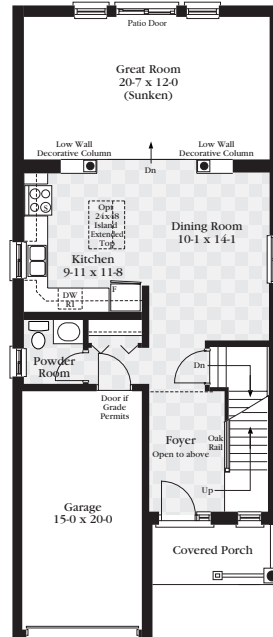 Patio Door
Great Room
20-7 x 12-0
(Sunken)
Low Wall
Decorative Column
Low Wall
Decorative Column
Dn
Opt
24x48
Island
Extended
Top
S
Dining Room
10-1 x 14-1
Kitchen
9-11 x 11-8
F
DW
RI
Powder
Room
Dn
Door if
Grade
Permits
Foyer
Open to above
Oak
Rail
Up
Garage
15-0 x 20-0
Covered Porch